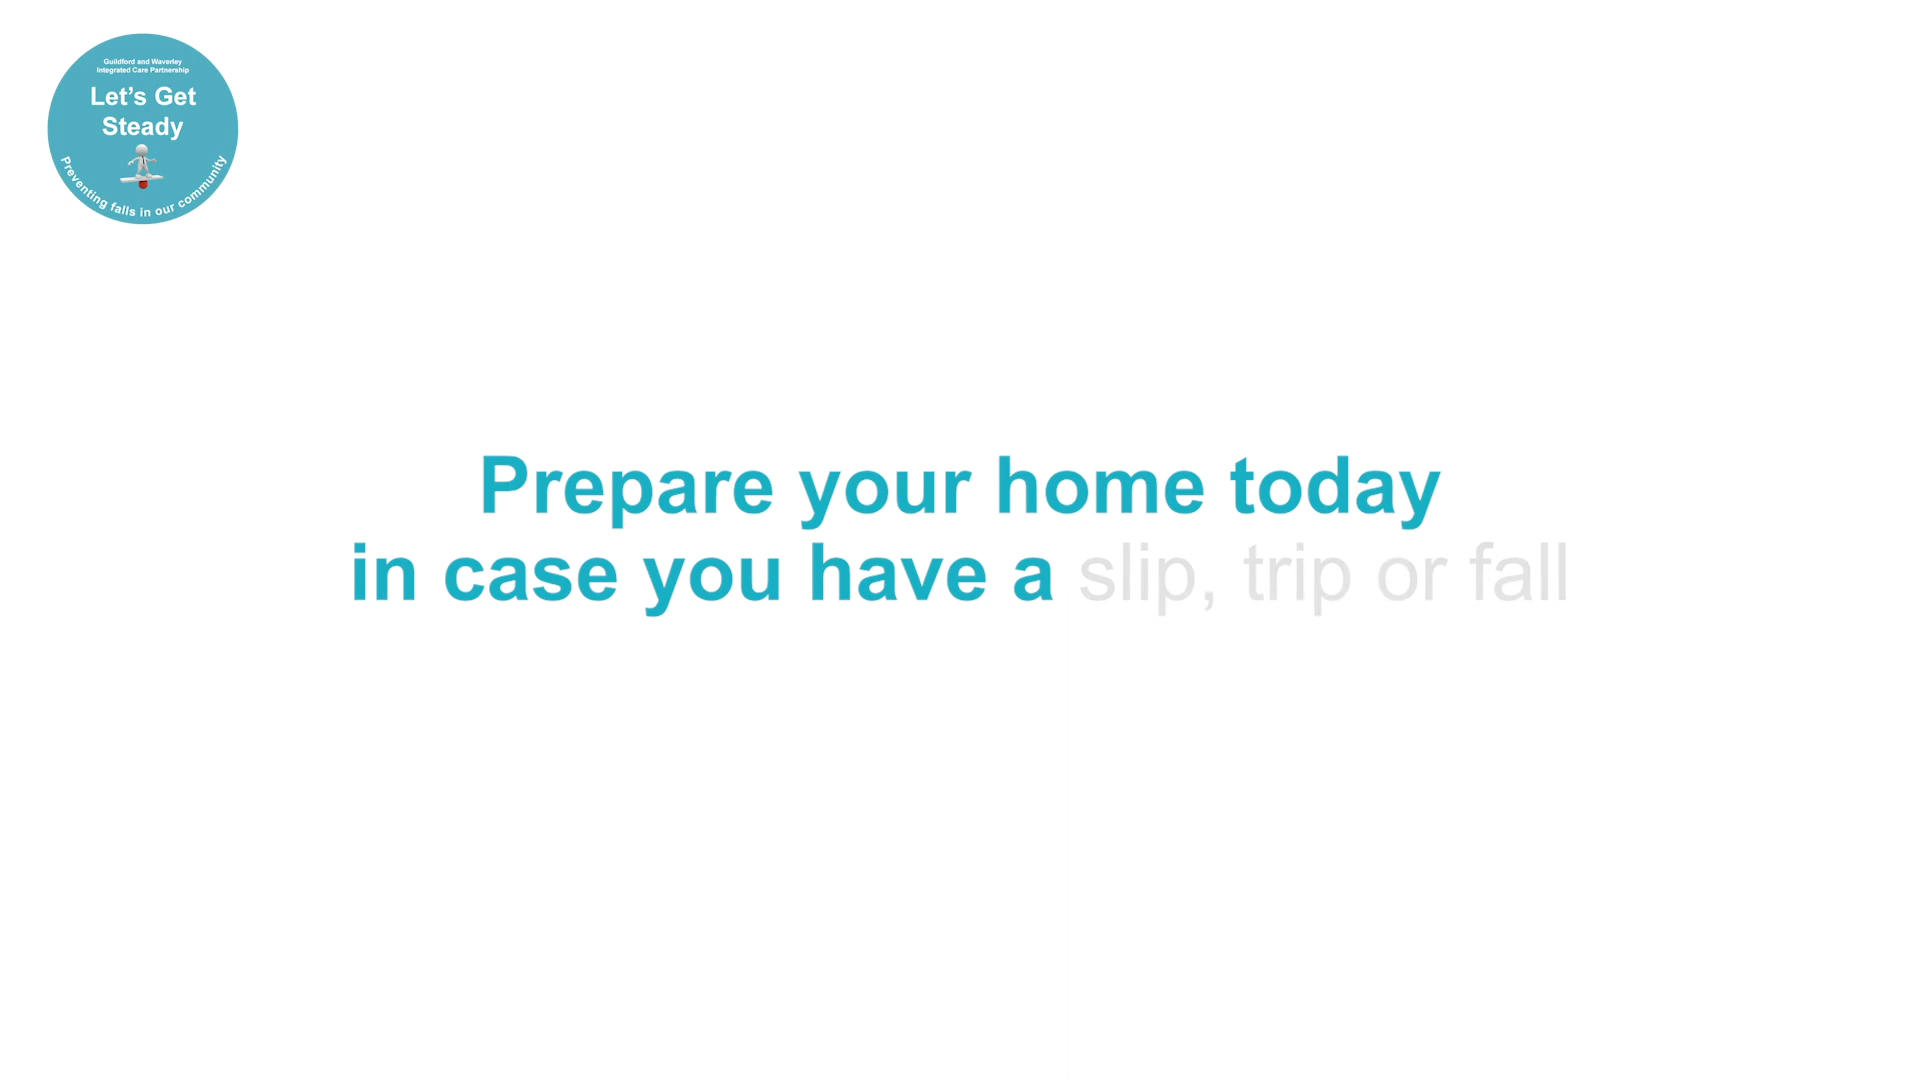 Guildford and Waverley
Integrated Care Partnership
Let’s Get
Steady
Preventing falls in our community
Prepare your home today
in case you have a slip, trip or fall